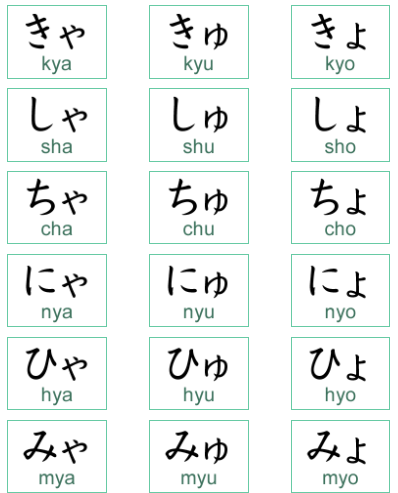 きゃ きゅ きょ
kya kyu kyo
しゃ しゅ しょ
sha shu sho
ちゃ ちゅ ちょ
cha chu cho
にゃ にゅ にょ
nya nyu nyo
ひゃ ひゅ ひょ
hya hyu hyo
みゃ みゅ みょ
mya myu myo